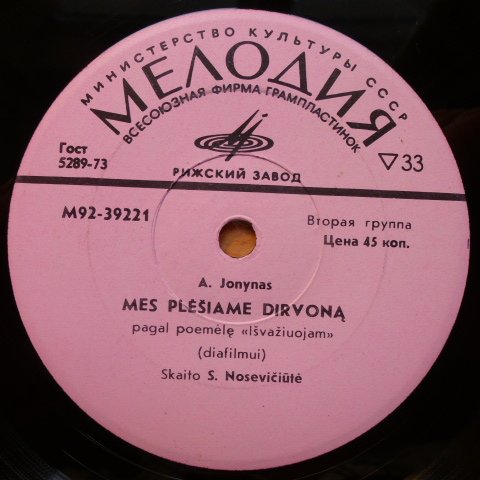 МИНИСТЕРСТВО КУЛЬТУРЫ СССР
МЕЛОДИЯ
ВСЕСОЮЗНАЯ ФИРМА ГРАМПЛАСТИНОК
Гост
5289-73
▽33
РИЖСКИЙ ЗАВОД
М92-39221
Вторая группа
Цена 45 коп.
A. Jonynas
MES PLĖŠIAME DIRVONĄ
pagal poemėlę «Išvažiuojam»
(diafilmui)
Skaito S. Nosevičiūtė